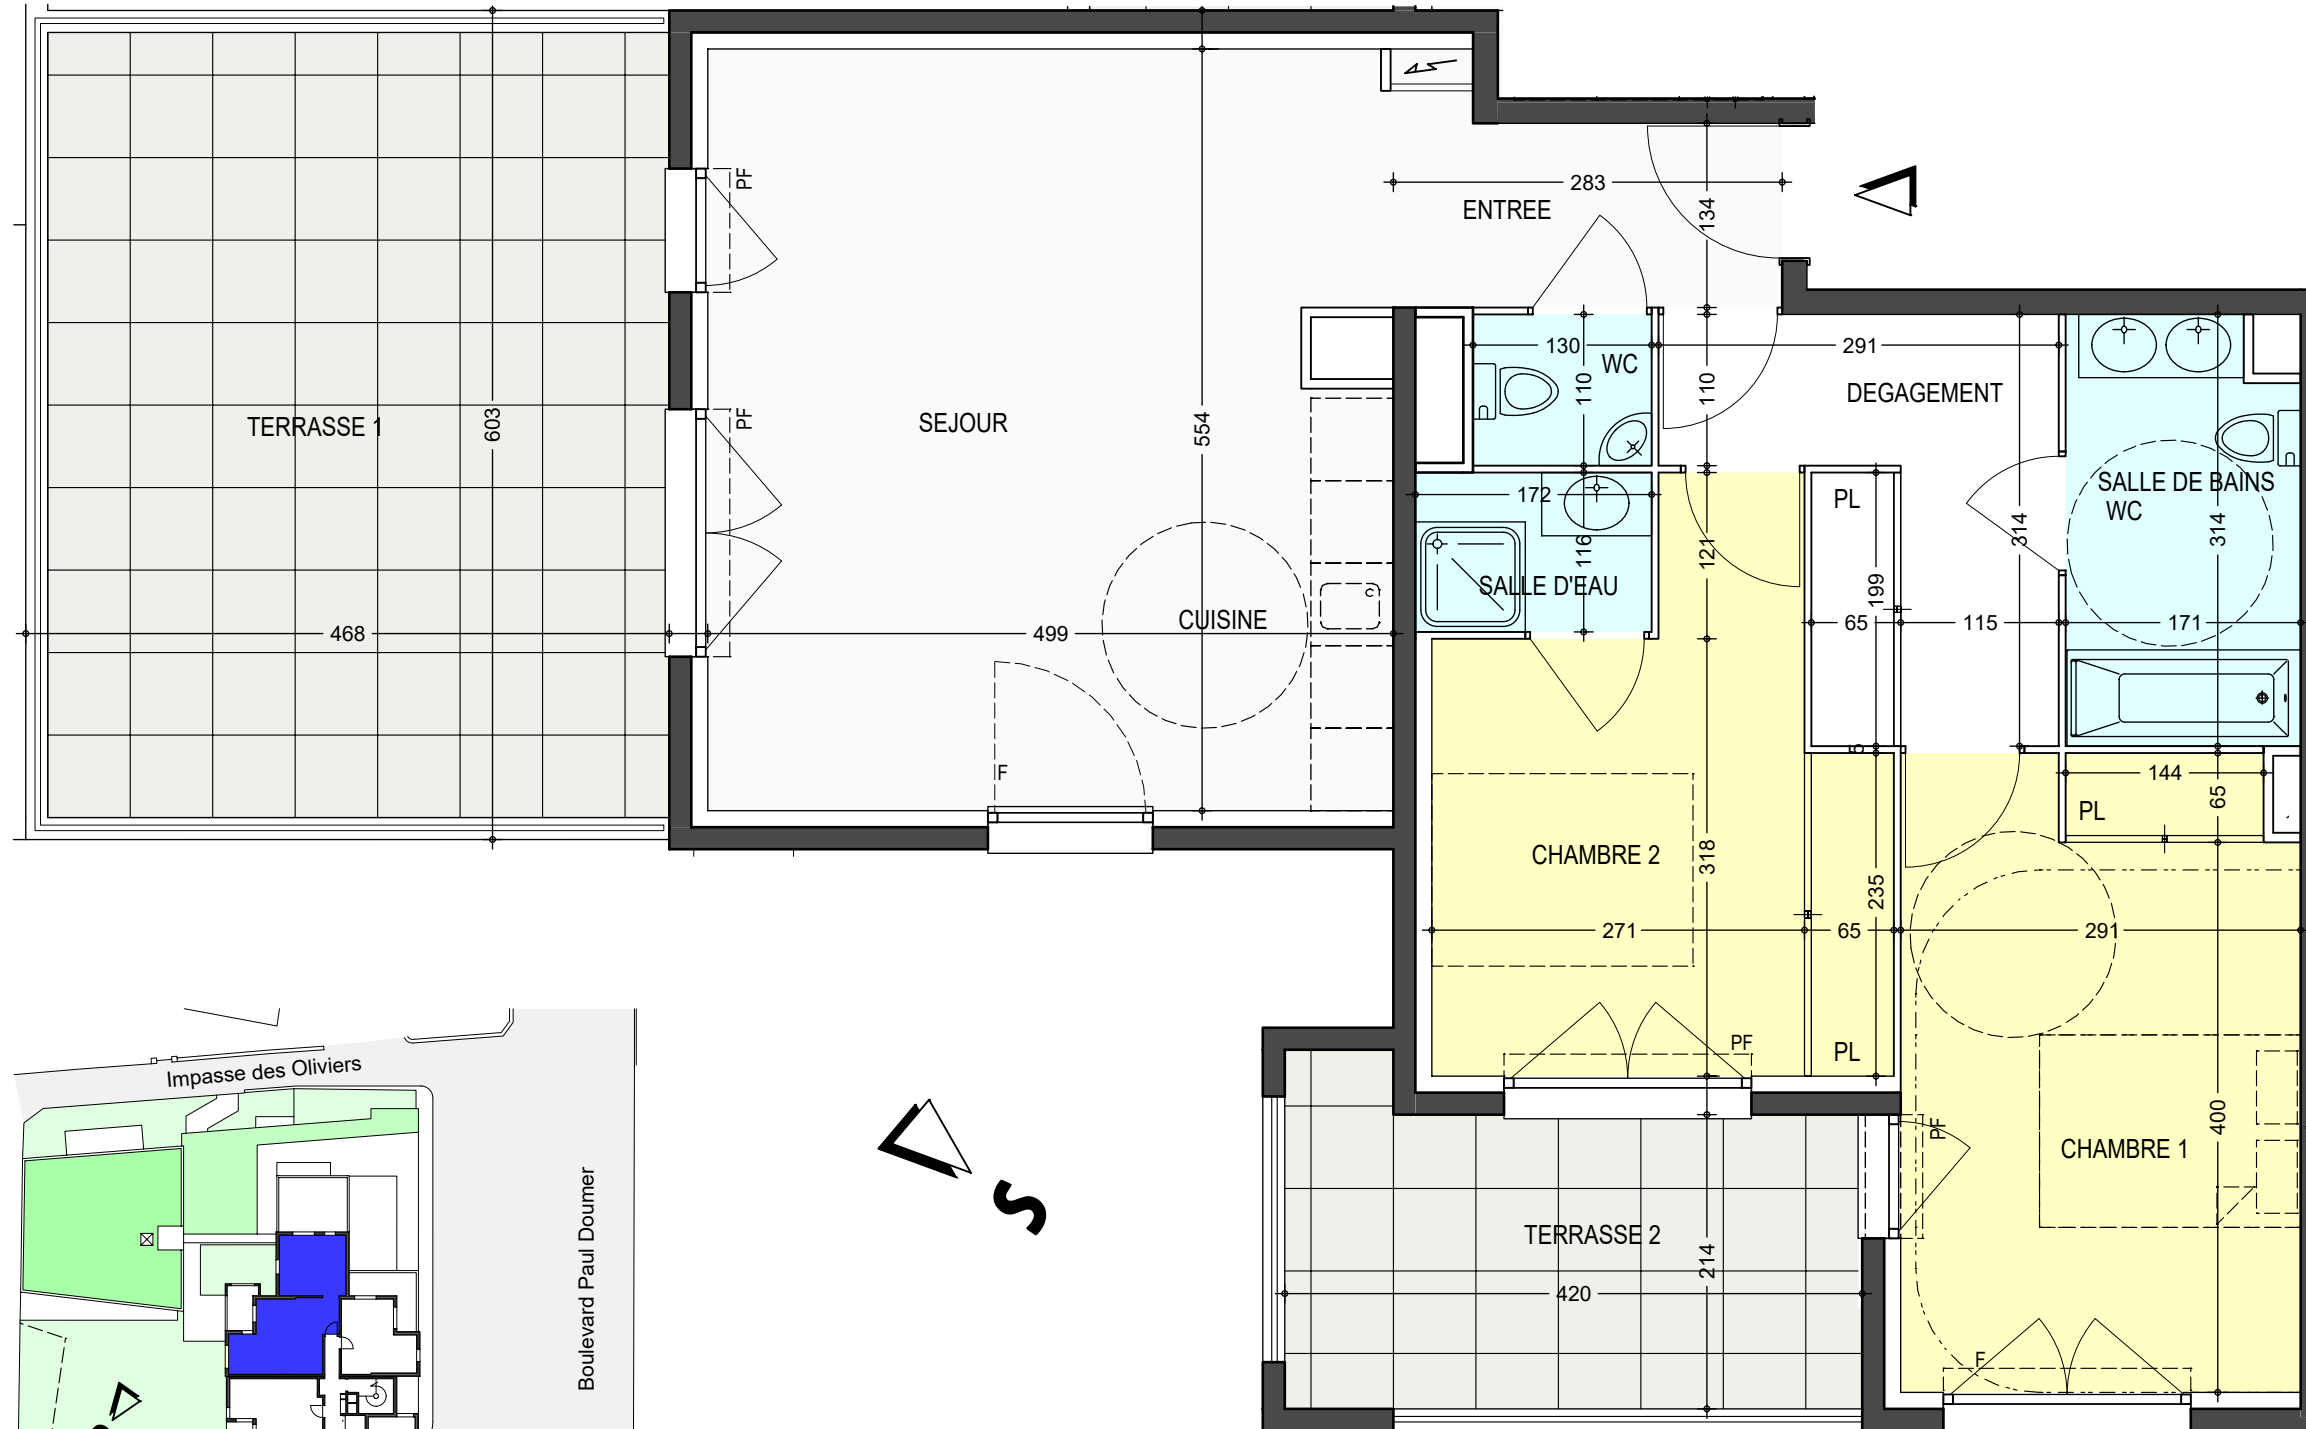 PF
283
ENTREE
134
130
WC
110
110
291
DEGAGEMENT
PF
TERRASSE 1
603
SEJOUR
554
172
116
SALLE D'EAU
121
PL
199
314
SALLE DE BAINS
WC
314
468
499
CUISINE
65
115
171
F
144
65
PL
CHAMBRE 2
318
235
271
65
291
PF
PL
Impasse des Oliviers
Boulevard Paul Doumer
S
PF
400
CHAMBRE 1
TERRASSE 2
214
420
F